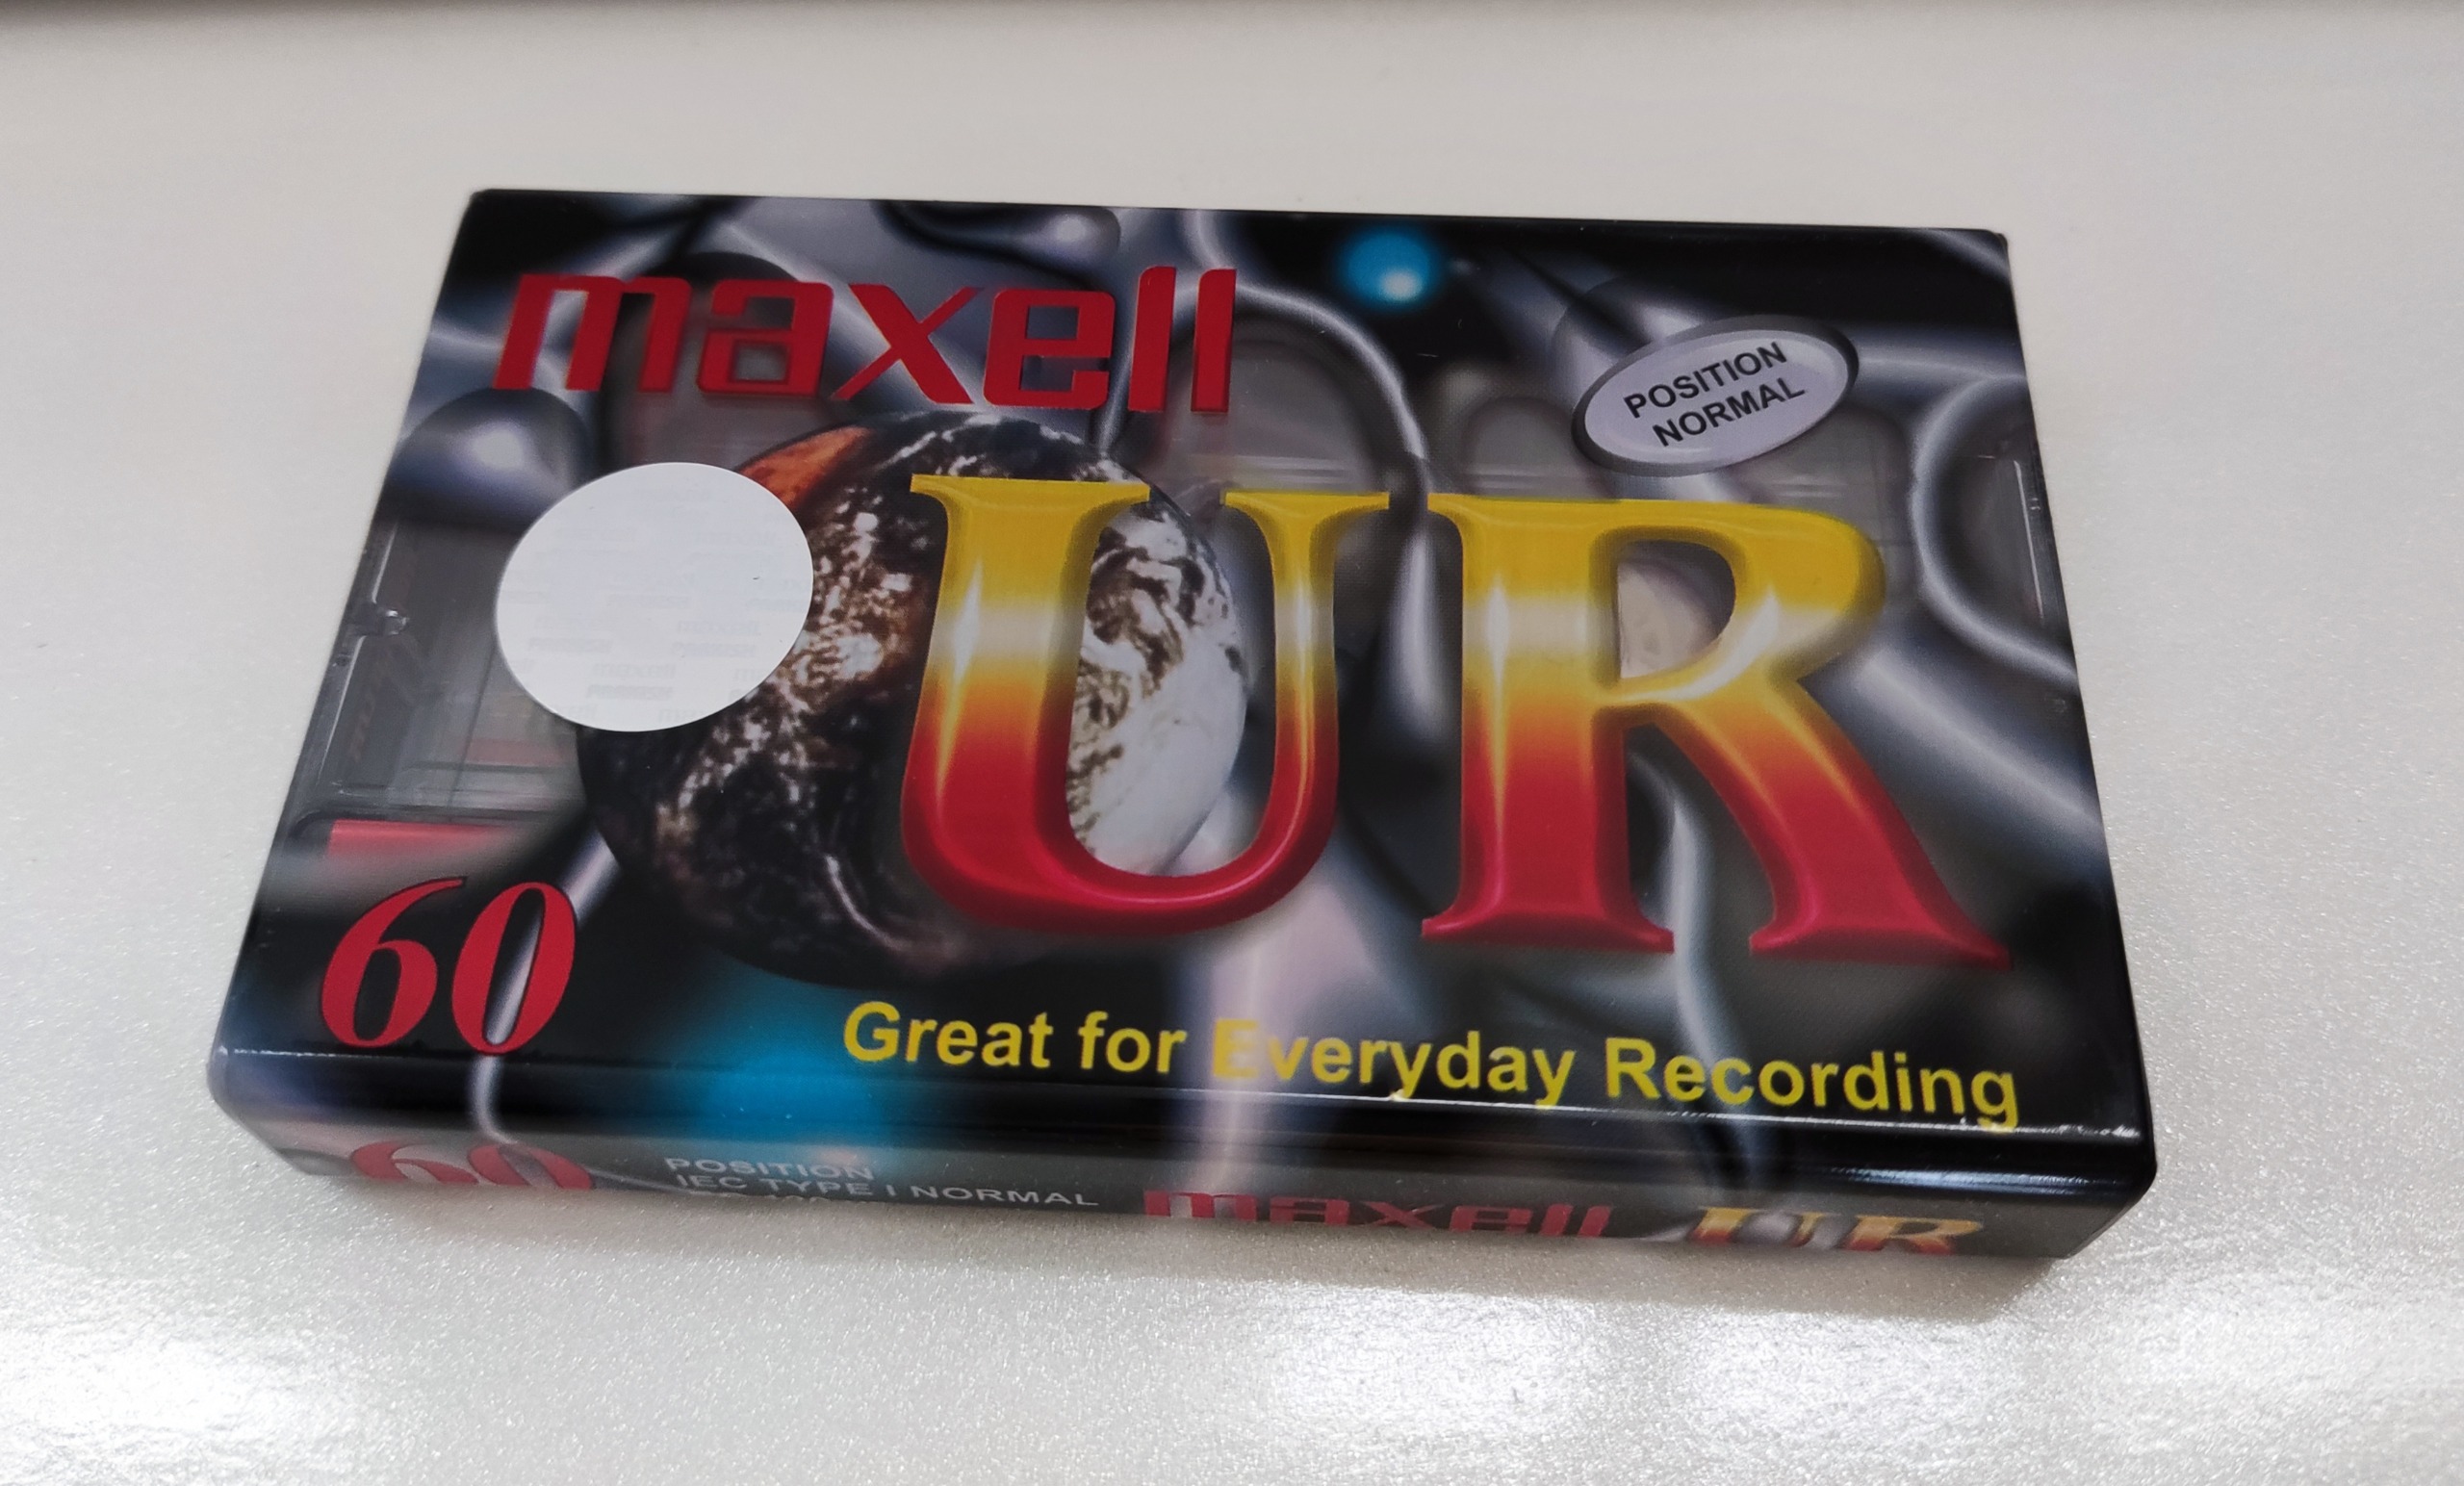 maxell
POSITION
NORMAL
UR
60
Great for Everyday Recording
60
POSITION
IEC TYPE I NORMAL
maxell UR